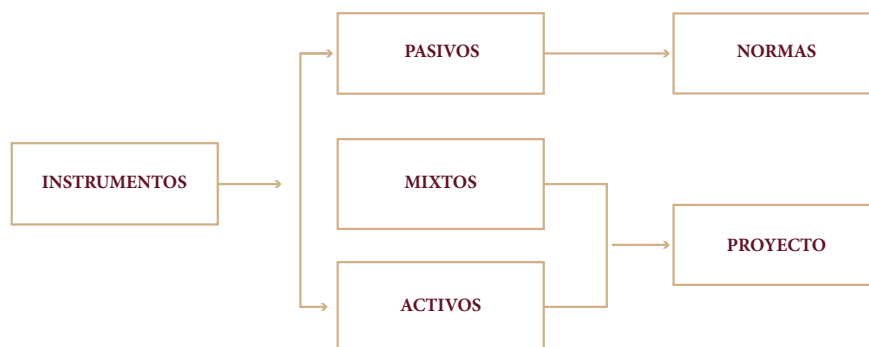 PASIVOS
NORMAS
INSTRUMENTOS
MIXTOS
PROYECTO
ACTIVOS